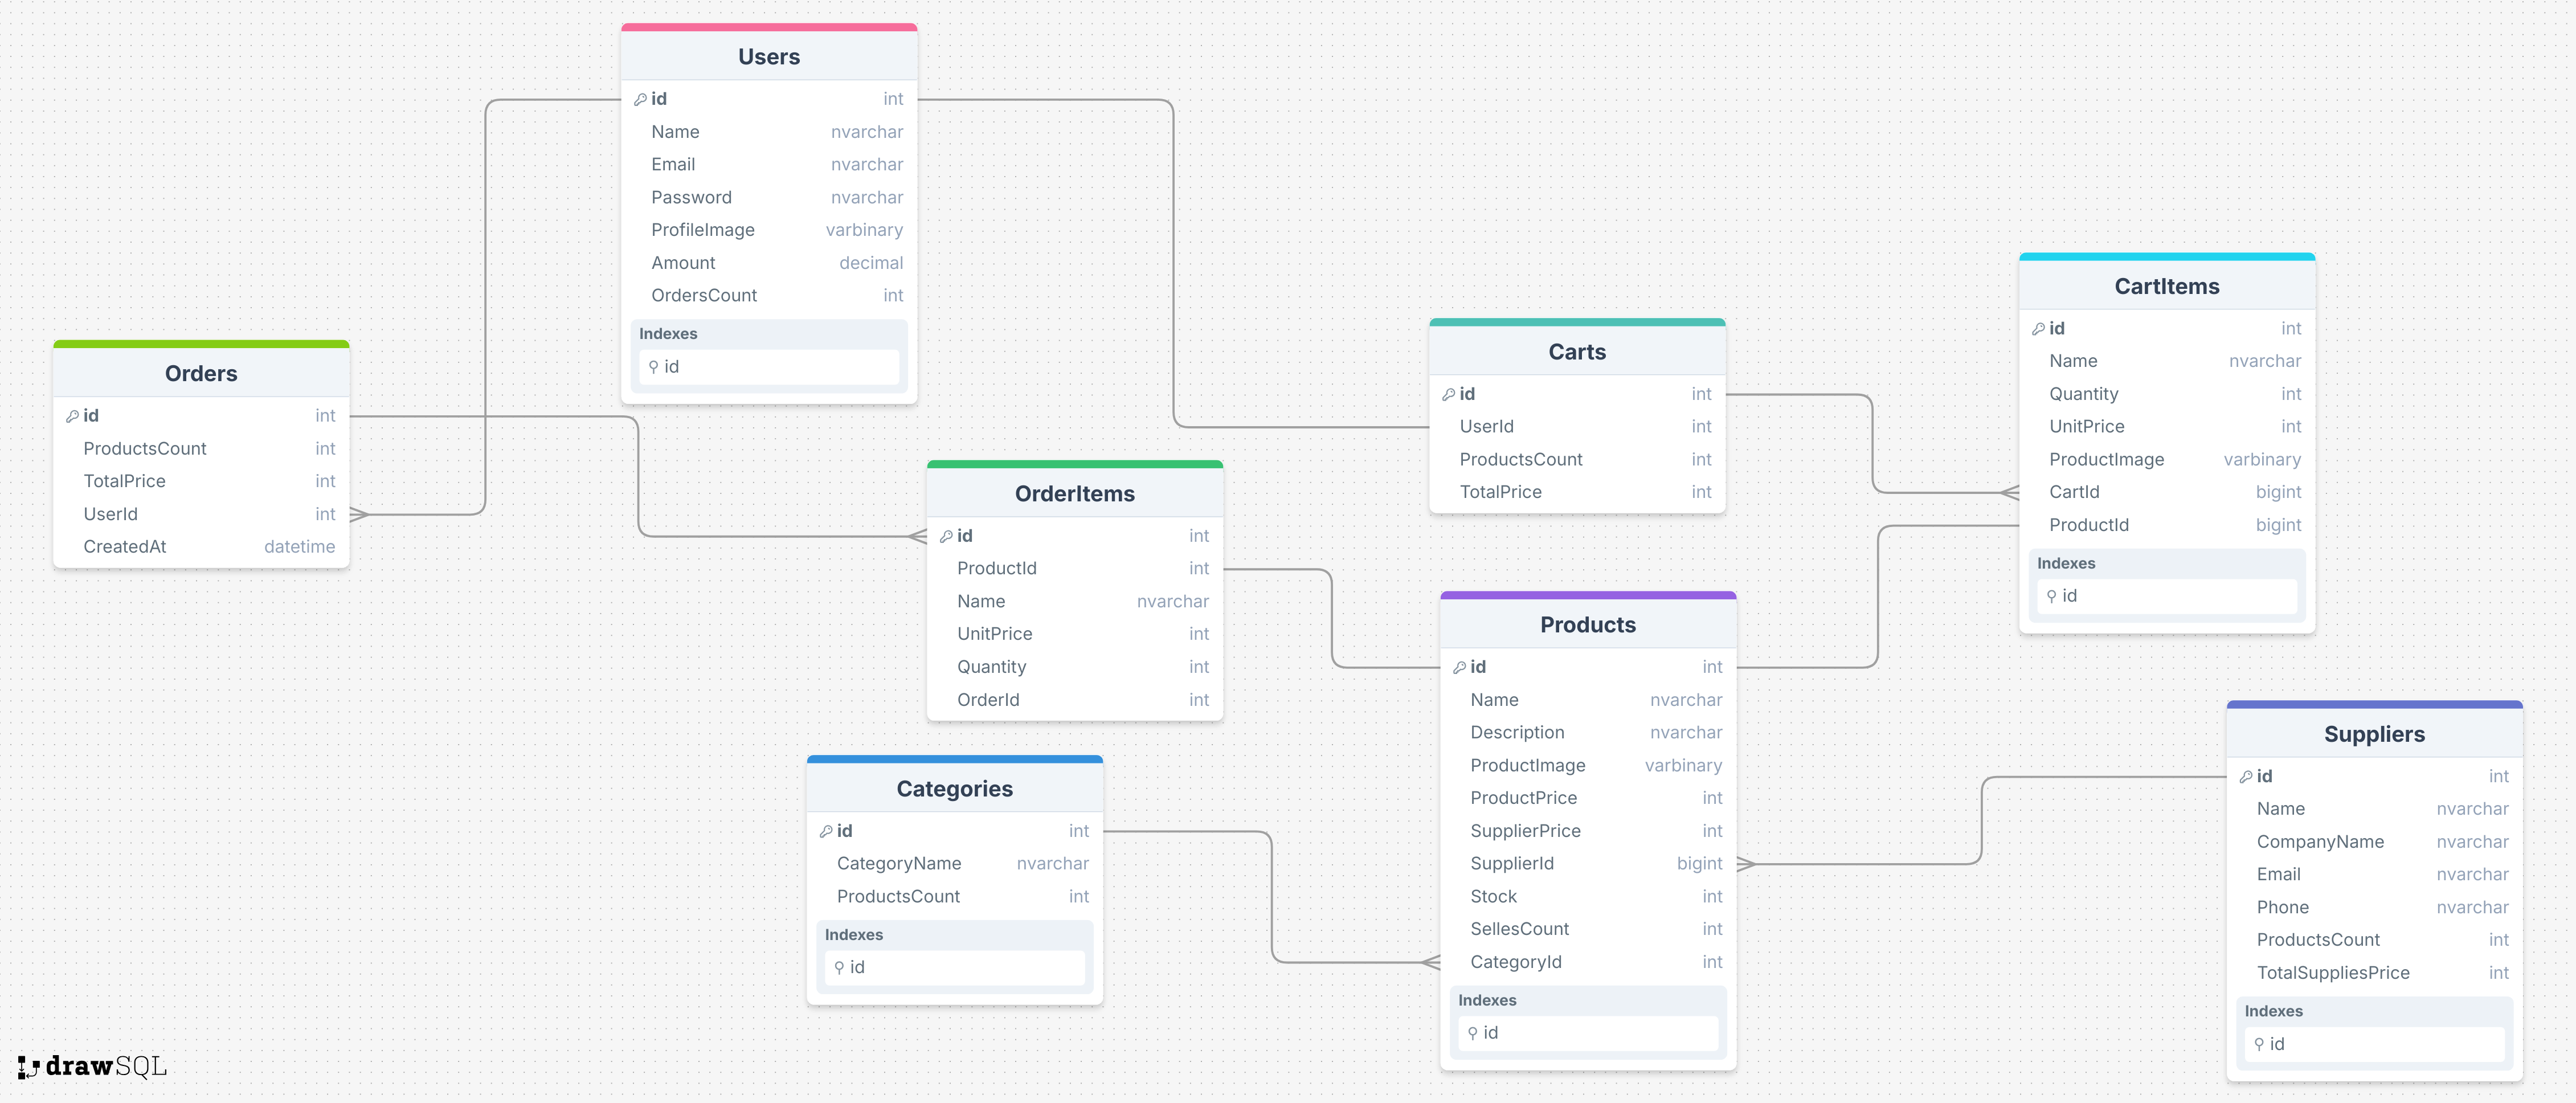 Users
id int
Name nvarchar
Email nvarchar
Password nvarchar
ProfileImage varbinary
Amount decimal
OrdersCount int
Indexes
id
Orders
id int
ProductsCount int
TotalPrice int
UserId int
CreatedAt datetime
OrderItems
id int
ProductId int
Name nvarchar
UnitPrice int
Quantity int
OrderId int
Categories
id int
CategoryName nvarchar
ProductsCount int
Indexes
id
Carts
id int
UserId int
ProductsCount int
TotalPrice int
Products
id int
Name nvarchar
Description nvarchar
ProductImage varbinary
ProductPrice int
SupplierPrice int
SupplierId bigint
Stock int
SellesCount int
CategoryId int
Indexes
id
CartItems
id int
Name nvarchar
Quantity int
UnitPrice int
ProductImage varbinary
CartId bigint
ProductId bigint
Indexes
id
Suppliers
id int
Name nvarchar
CompanyName nvarchar
Email nvarchar
Phone nvarchar
ProductsCount int
TotalSuppliesPrice int
Indexes
id
drawSQL